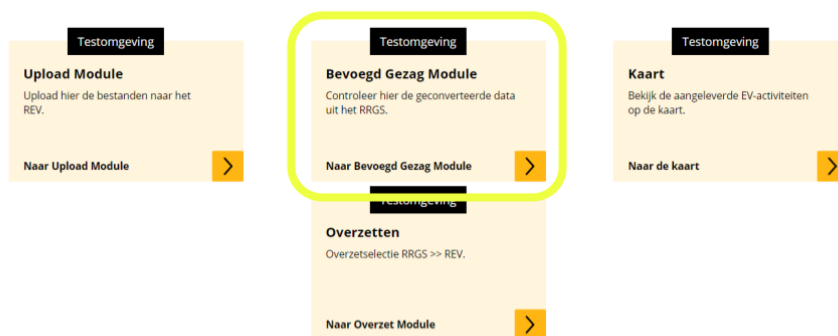 Testomgeving
Upload Module
Upload hier de bestanden naar het
REV.
Naar Upload Module
Testomgeving
Bevoegd Gezag Module
Controleer hier de geconverteerde data
uit het RRGS.
Naar Bevoegd Gezag Module
Testomgeving
Kaart
Bekijk de aangeleverde EV-activiteiten
op de kaart.
Naar de kaart
Testomgeving
Overzetten
Overzetselectie RRGS >> REV.
Naar Overzet Module